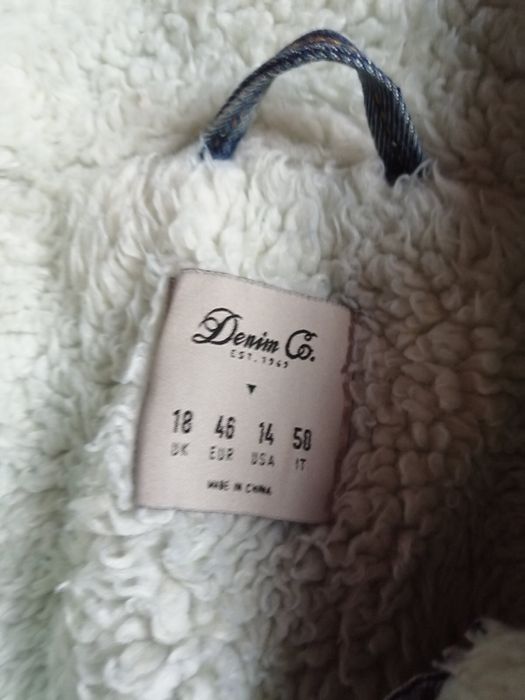 Denim Co.
EST. 1969
18 46 14 50
UK EUR USA IT
MADE IN CHINA